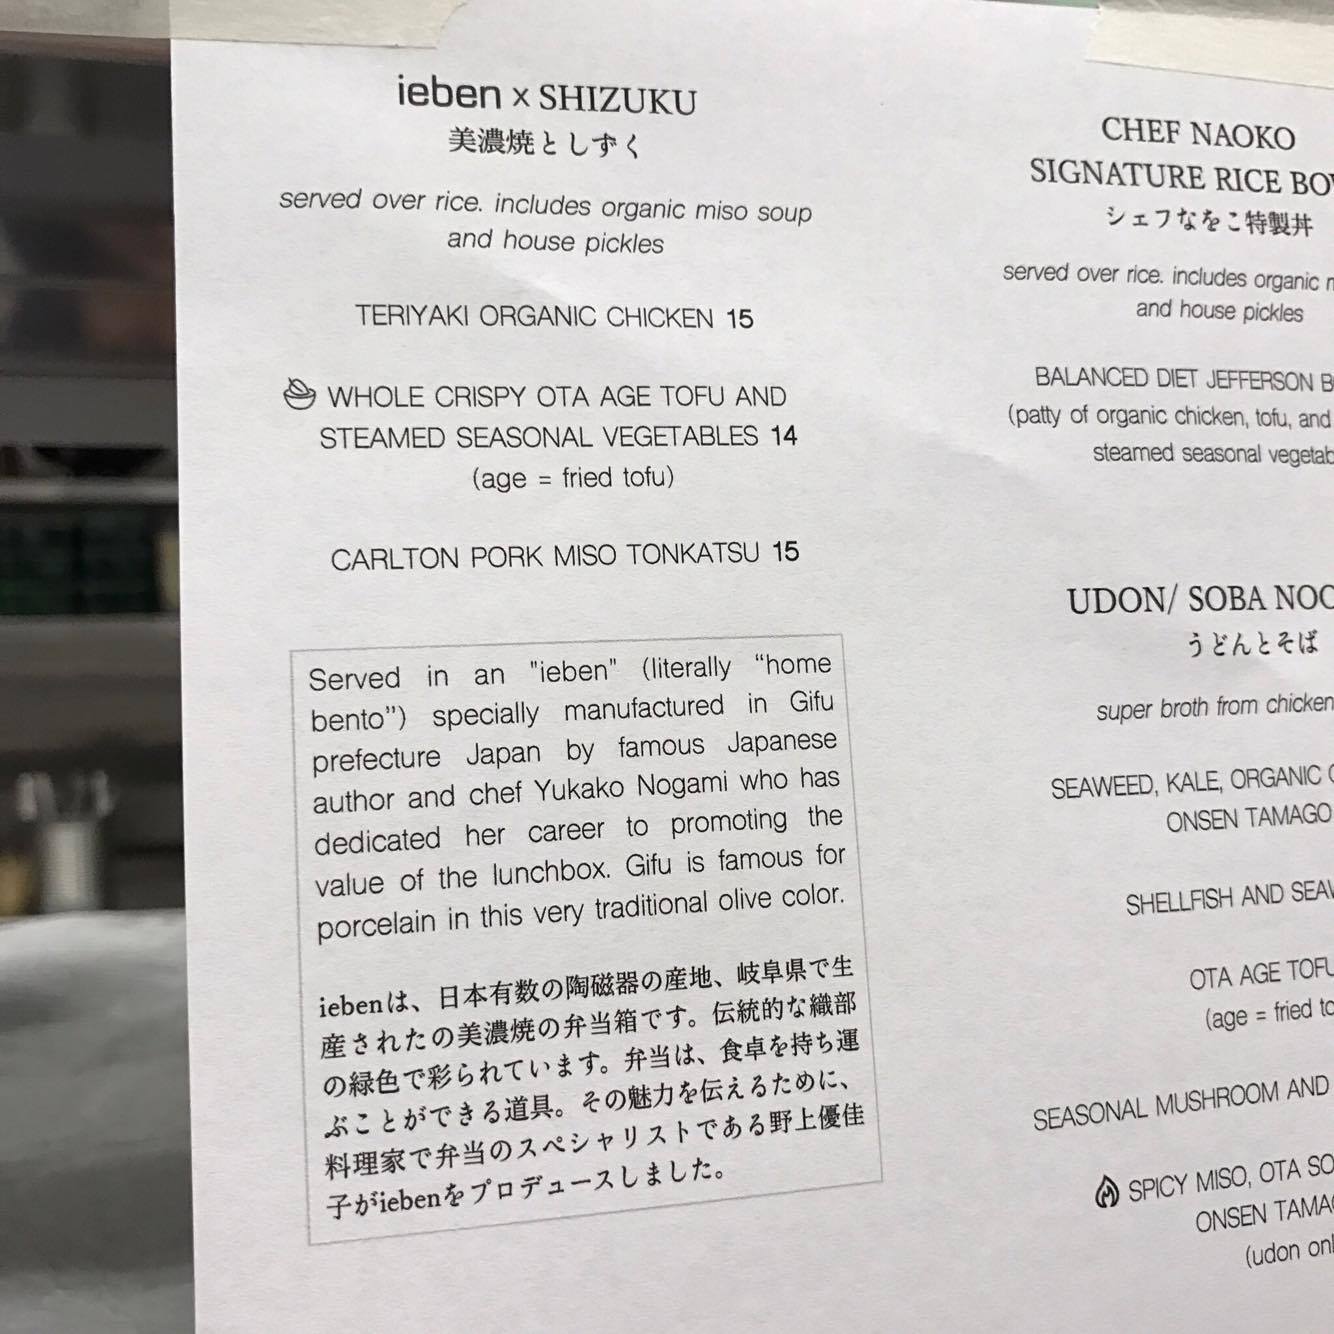 ieben x SHIZUKU
美濃焼としずく
served over rice. includes organic miso soup
and house pickles
TERIYAKI ORGANIC CHICKEN 15
WHOLE CRISPY OTA AGE TOFU AND
STEAMED SEASONAL VEGETABLES 14
(age = fried tofu)
CARLTON PORK MISO TONKATSU 15
Served in an "ieben" (literally “home
bento”) specially manufactured in Gifu
prefecture Japan by famous Japanese
author and chef Yukako Nogami who has
dedicated her career to promoting the
value of the lunchbox. Gifu is famous for
porcelain in this very traditional olive color.
iebenは、日本有数の陶磁器の産地、岐阜県で生
産されたの美濃焼の弁当箱です。伝統的な織部
の緑色で彩られています。弁当は、食卓を持ち運
ぶことができる道具。その魅力を伝えるために、
料理家で弁当のスペシャリストである野上優佳
子がiebenをプロデュースしました。
CHEF NAOKO
SIGNATURE RICE
シェフなをこ特製丼
served over rice. includes organic
and house pickles
BALANCED DIET JEFFERSON
(patty of organic chicken, tofu, and
steamed seasonal
UDON/ SOBA
うどんとそば
super broth from chicken
SEAWEED, KALE, ORGANIC
ONSEN TAMAGO
SHELLFISH AND
OTA AGE TOFU
(age = fried
SEASONAL MUSHROOM AND
SPICY MISO, OTA
ONSEN
(udon